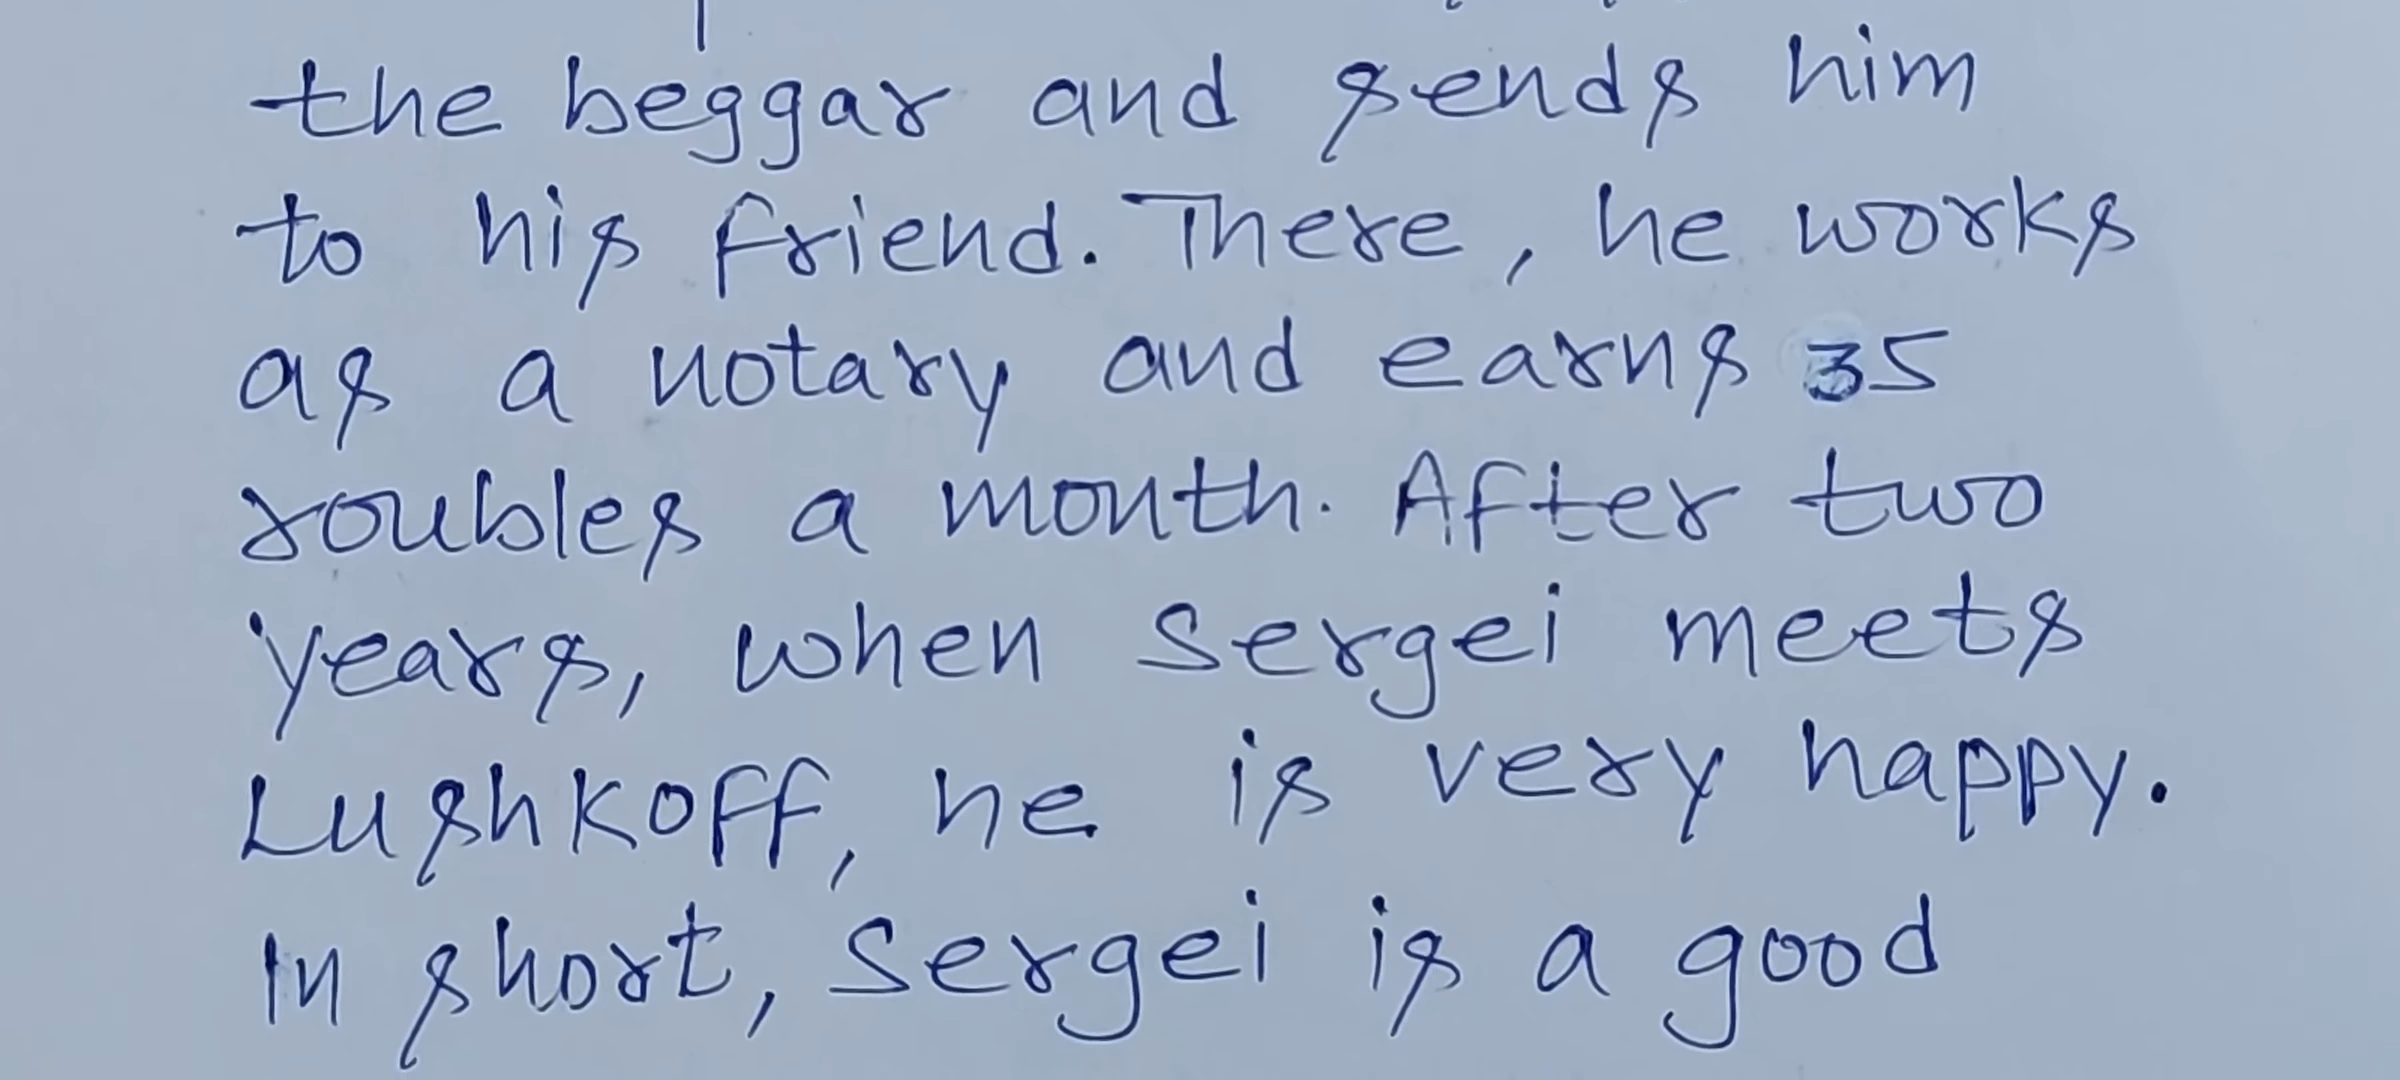 the beggar and sends him
to his friend. There, he works
as a notary and earns 35
roubles a month. After two
years, when Sergei meets
Lushkoff, he is very happy.
In short, Sergei is a good